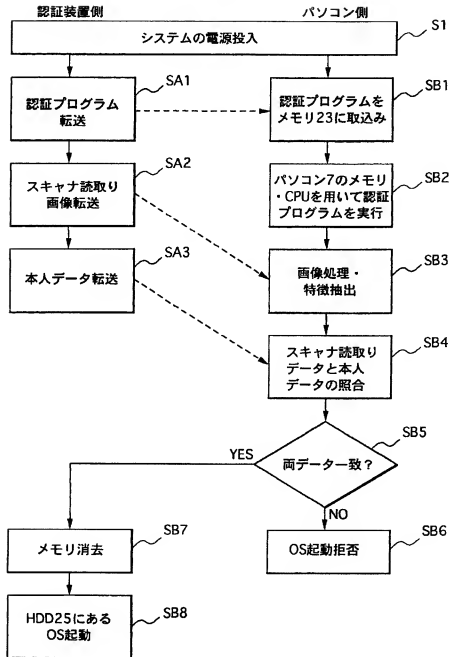 認証装置側
パソコン側
システムの電源投入
S1
認証プログラム
転送
SA1
認証プログラムを
メモリ23に取込み
SB1
スキャナ読取り
画像転送
SA2
パソコン7のメモリ
・CPUを用いて認証
プログラムを実行
SB2
本人データ転送
SA3
画像処理・
特徴抽出
SB3
スキャナ読取り
データと本人
データの照合
SB4
両データ一致?
SB5
YES
NO
メモリ消去
SB7
OS起動拒否
SB6
HDD25にある
OS起動
SB8